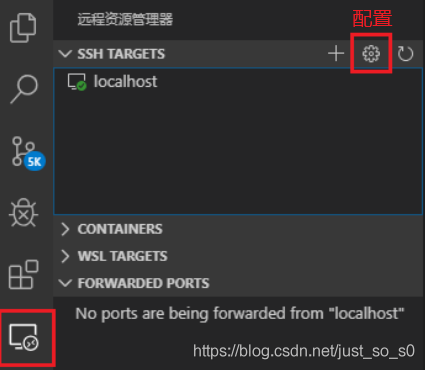 远程资源管理器
配置
SSH TARGETS
localhost
5K
CONTAINERS
WSL TARGETS
FORWARDED PORTS
No ports are being forwarded from "localhost"
https://blog.csdn.net/just_so_s0